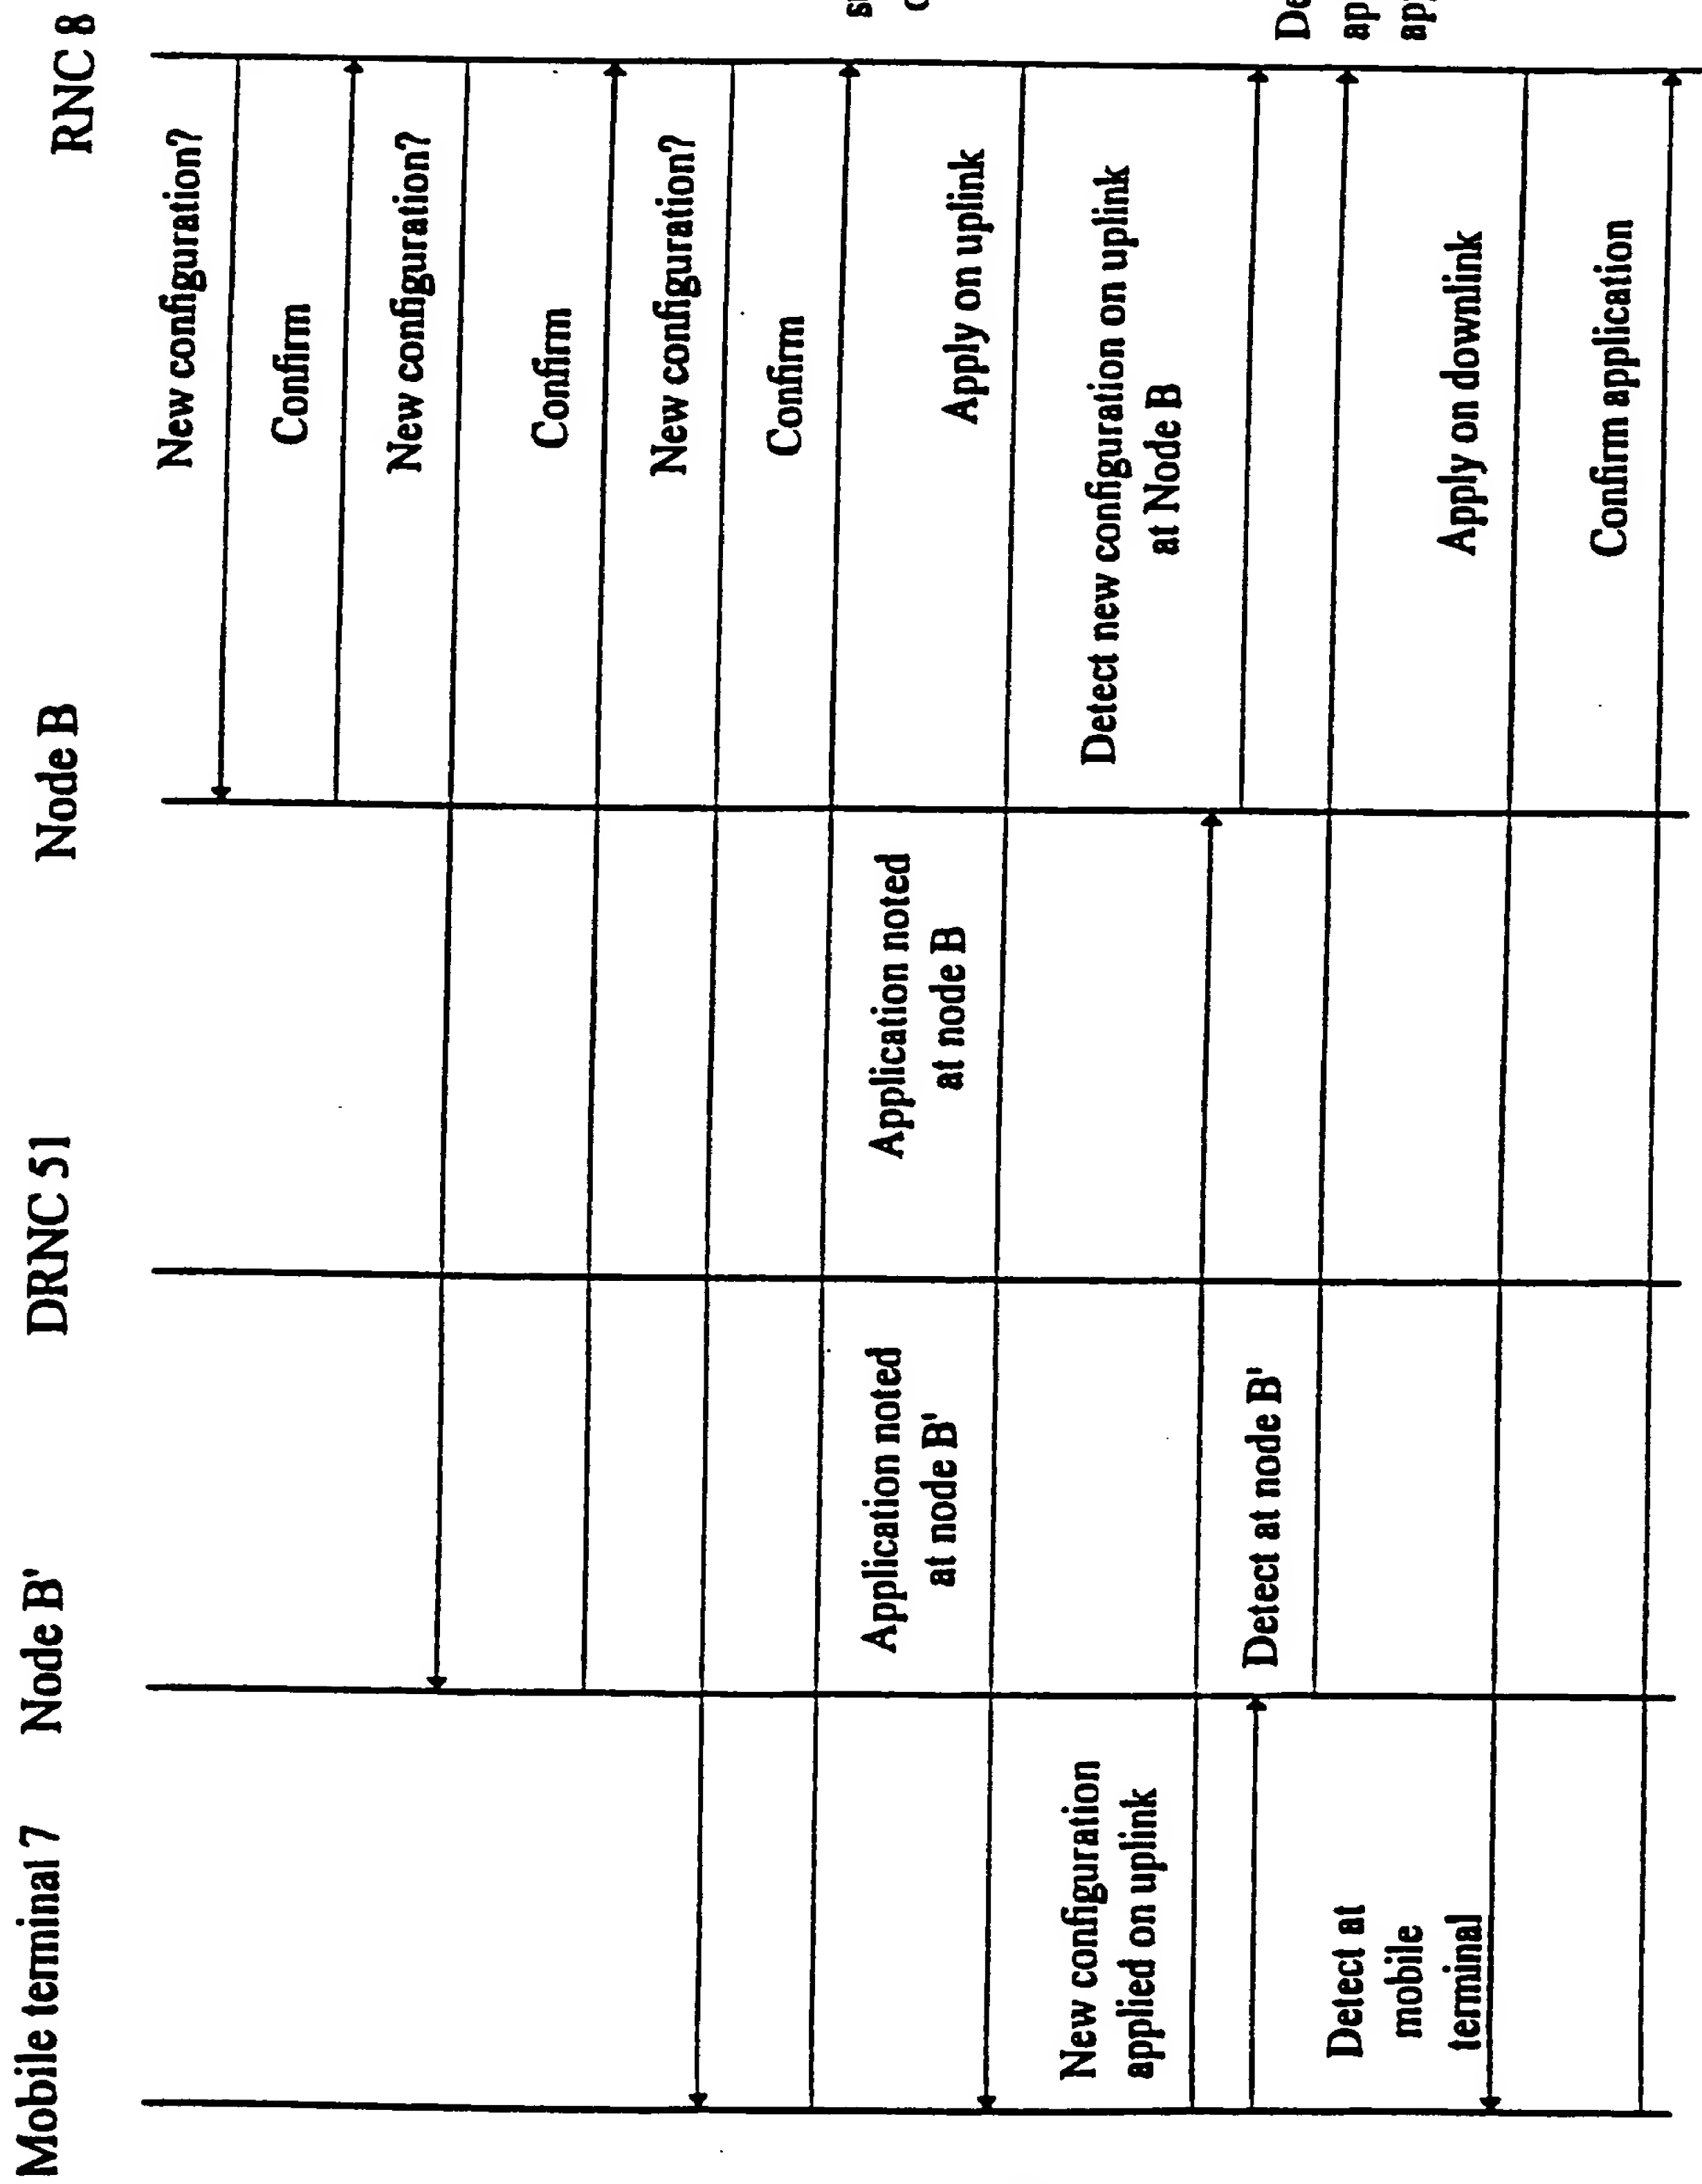 Mobile terminal 7
Node B'
DRNC 51
Node B
RNC 8
New configuration?
Confirm
New configuration?
Confirm
New configuration?
Confirm
Application noted
at node B'
Application noted
at node B
Apply on uplink
New configuration
applied on uplink
Detect new configuration on uplink
at Node B
Detect at node B'
Detect at
mobile
terminal
Apply on downlink
Confirm application